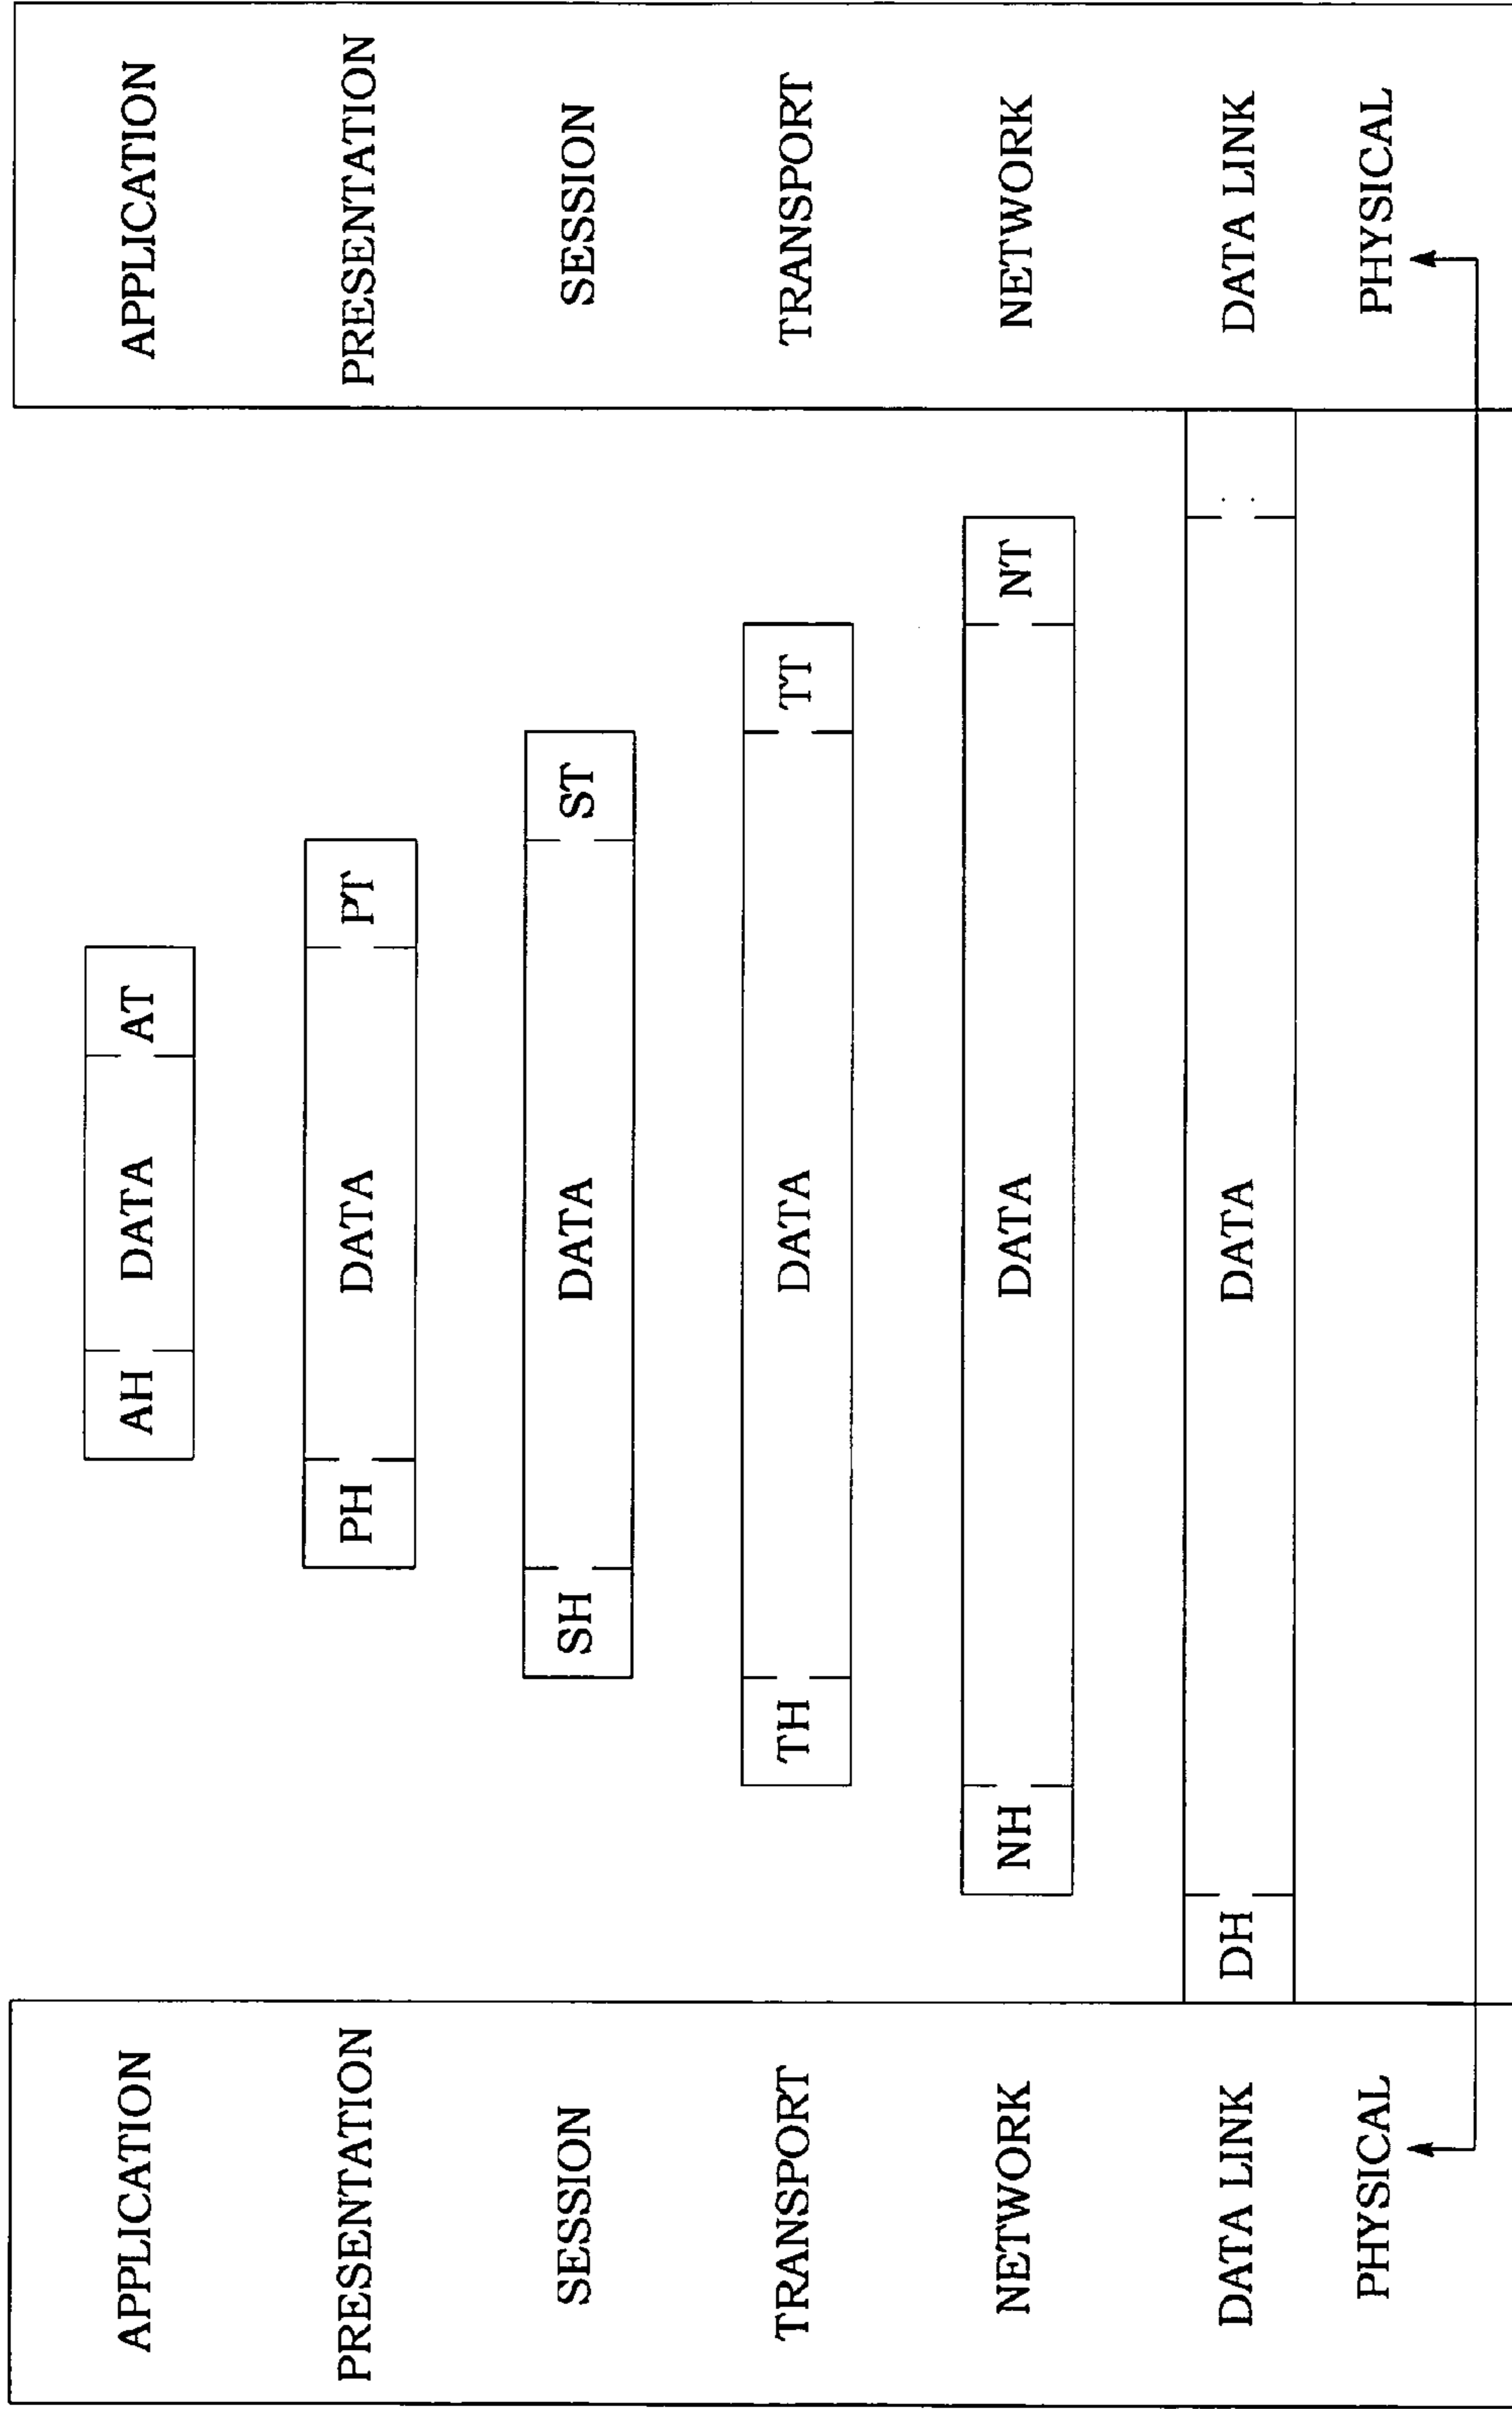 APPLICATION AH DATA AT APPLICATION
PRESENTATION PH DATA PT PRESENTATION
SESSION SH DATA ST SESSION
TRANSPORT TH DATA TT TRANSPORT
NETWORK NH DATA NT NETWORK
DATA LINK DH DATA DATA LINK
PHYSICAL PHYSICAL